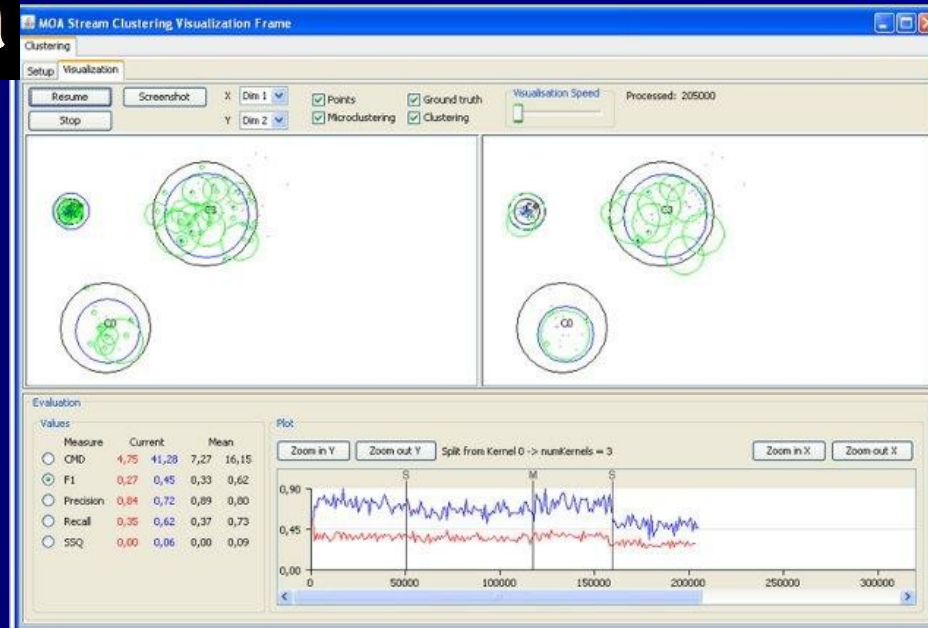 MOA Stream Clustering Visualization Frame
Clustering
Setup Visualization
Resume Screenshot X Dim 1 Points Ground truth Visualisation Speed Processed: 205000
Stop Y Dim 2 Microclustering Clustering
C3 C3
C0 C0
Evaluation
Values Plot
Measure Current Mean
Zoom in Y Zoom out Y Split from Kernel 0 -> numKernels = 3 Zoom in X Zoom out X
CMD 4,75 41,28 7,27 16,15
F1 0,27 0,45 0,33 0,62
Precision 0,84 0,72 0,89 0,80
Recall 0,35 0,62 0,37 0,73
SSQ 0,00 0,06 0,00 0,09
S M S
0,90
0,45
0,00
0 50000 100000 150000 200000 250000 300000